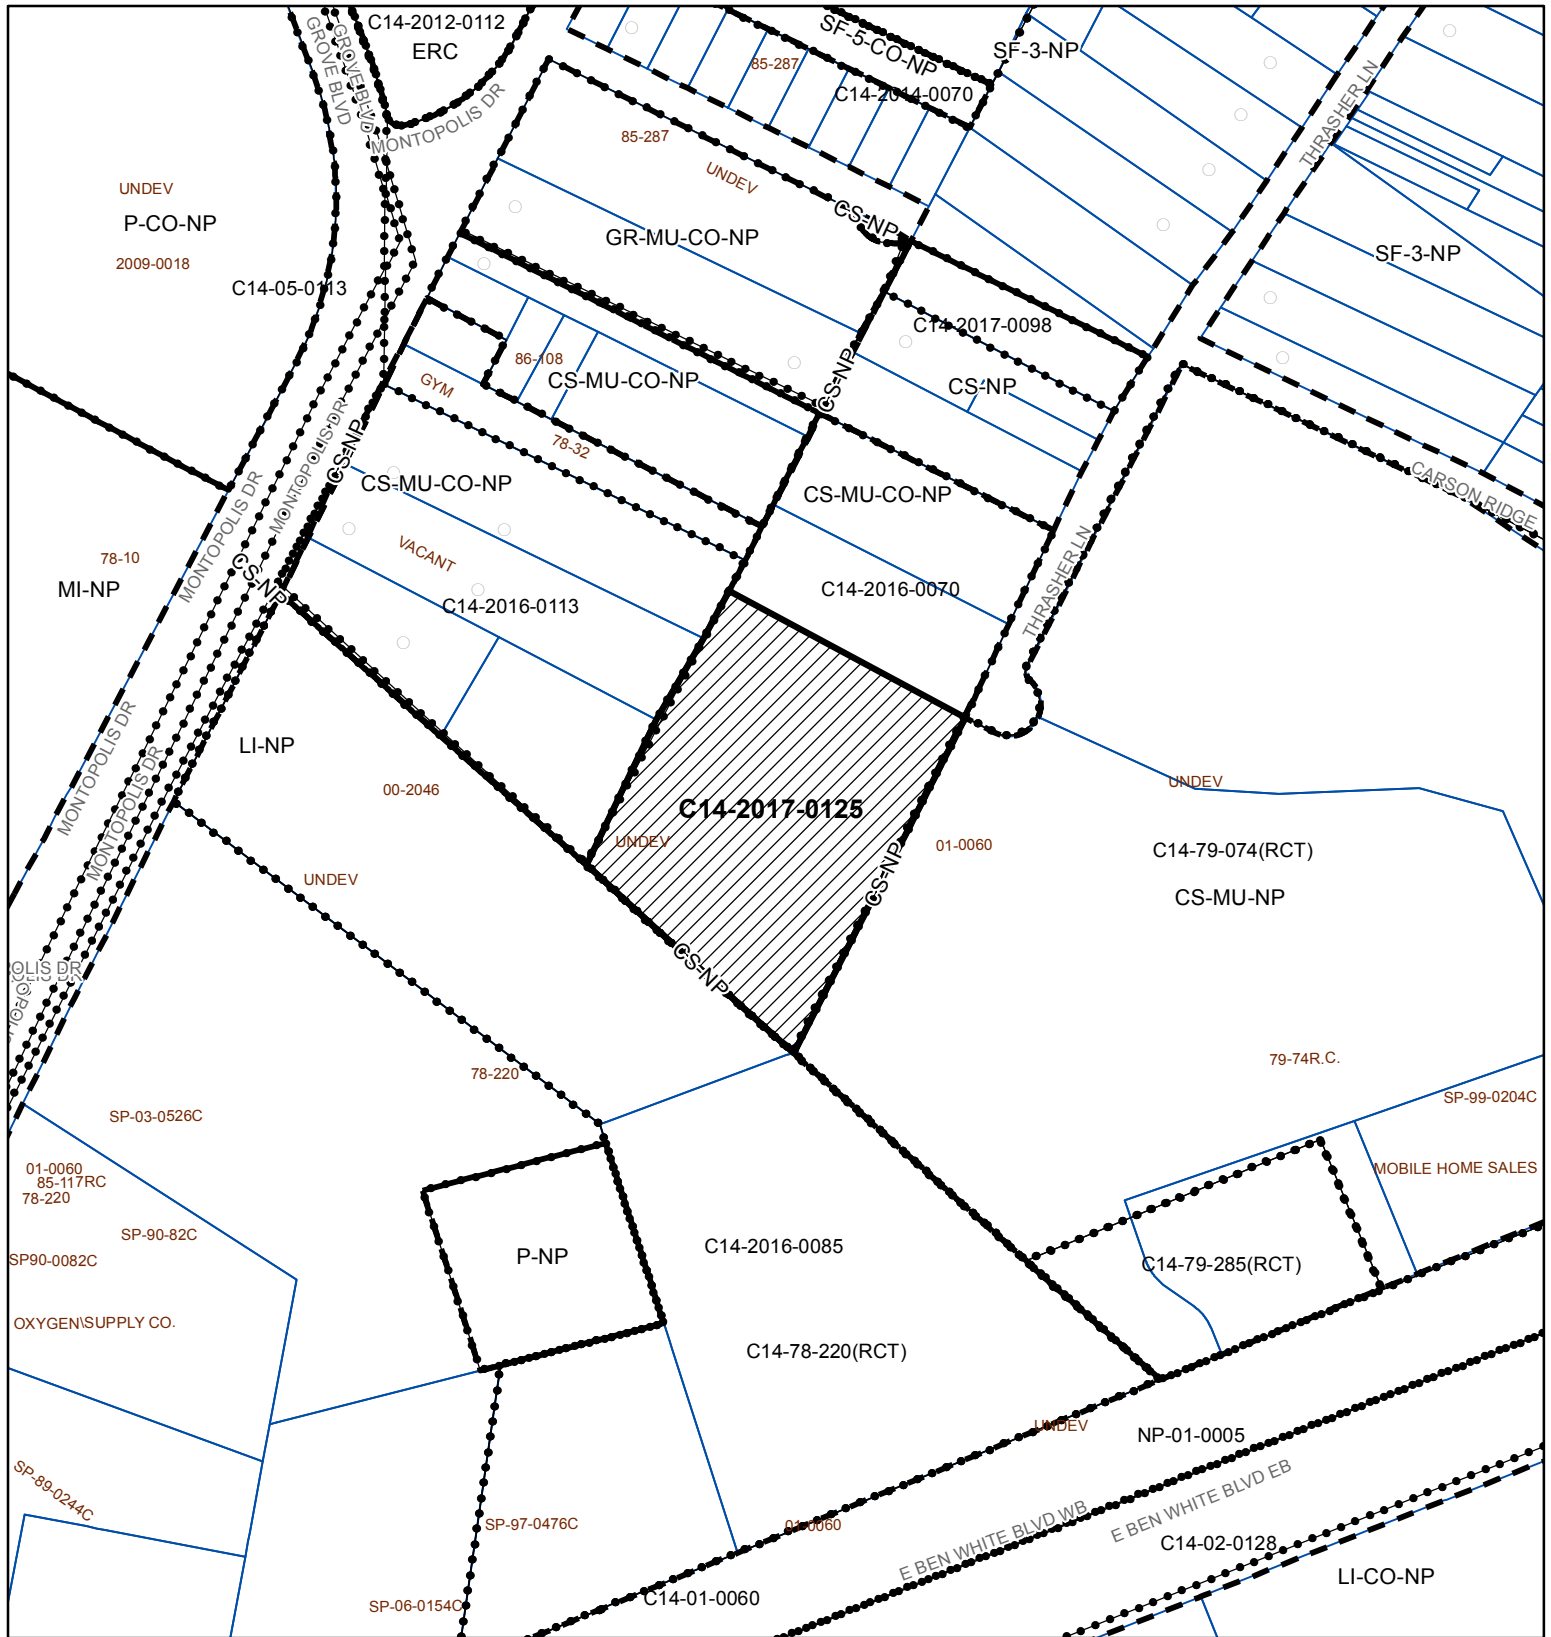 C14-2012-0112
ERC
GROVE BLVD
GROVE BLVD
MONTOPOLIS DR
SF-5-CO-NP
SF-3-NP
85-287
C14-2014-0070
THRASHER LN
85-287
UNDEV
UNDEV
P-CO-NP
2009-0018
C14-05-0113
CS-NP
GR-MU-CO-NP
SF-3-NP
C14-2017-0098
86-108
GYM
CS-MU-CO-NP
CS-NP
CS-NP
78-32
MONTOPOLIS DR
CS-NP
CS-MU-CO-NP
CS-MU-CO-NP
CARSON RIDGE
MONTOPOLIS DR
VACANT
78-10
MI-NP
CS-NP
C14-2016-0113
C14-2016-0070
THRASHER LN
LI-NP
MONTOPOLIS DR
MONTOPOLIS DR
00-2046
C14-2017-0125
UNDEV
UNDEV
01-0060
C14-79-074(RCT)
CS-NP
UNDEV
CS-MU-NP
CS-NP
OLIS DR
78-220
79-74R.C.
SP-99-0204C
SP-03-0526C
01-0060
85-117RC
78-220
MOBILE HOME SALES
SP-90-82C
SP90-0082C
P-NP
C14-2016-0085
C14-79-285(RCT)
OXYGEN\SUPPLY CO.
C14-78-220(RCT)
UNDEV
NP-01-0005
SP-89-0244C
E BEN WHITE BLVD EB
SP-97-0476C
01-0060
E BEN WHITE BLVD WB
C14-02-0128
LI-CO-NP
SP-06-0154C
C14-01-0060